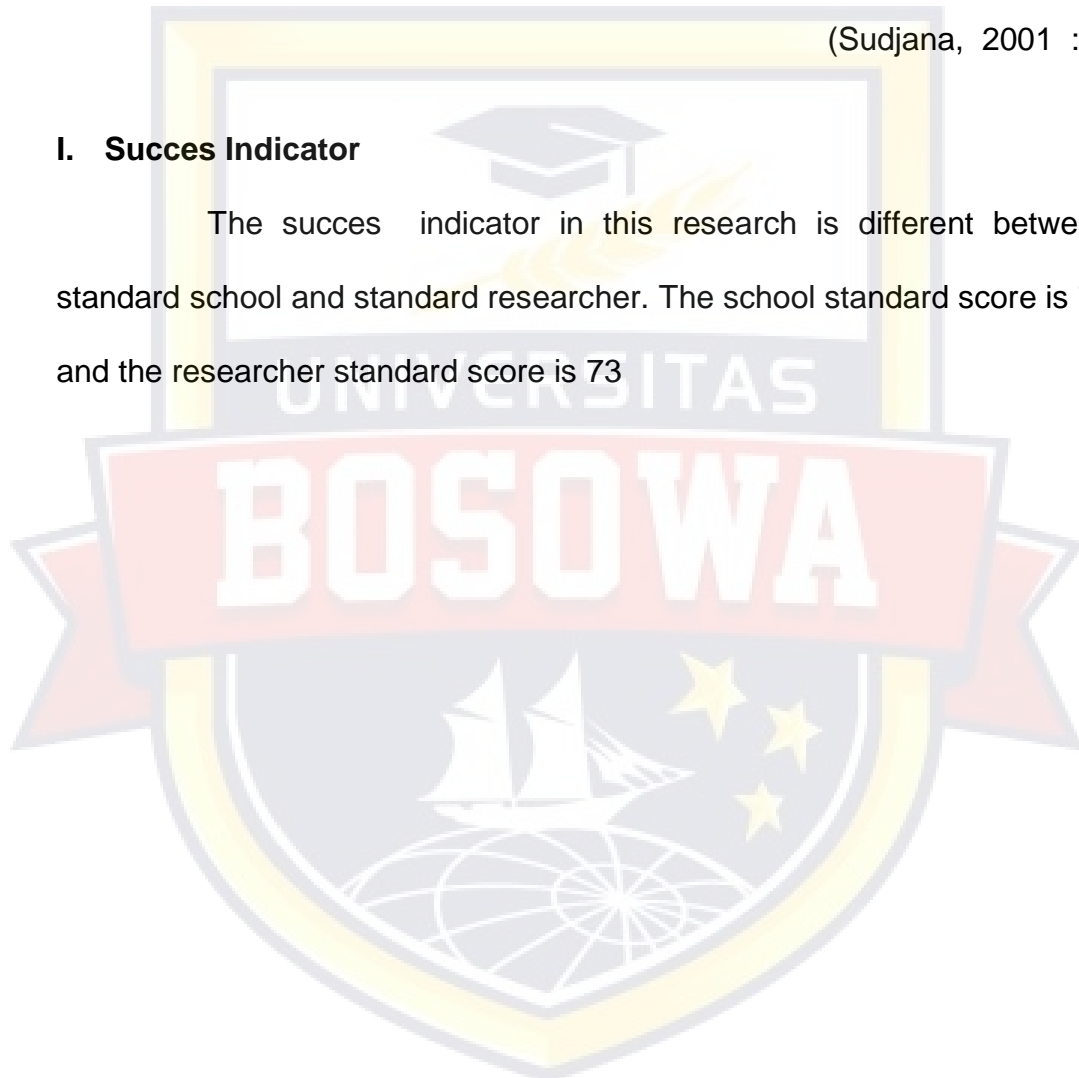 (Sudjana, 2001 :
I. Succes Indicator
The succes indicator in this research is different
standard school and standard researcher. The school standard score is
and the researcher standard score is 73
UNIVERSITAS
BOSOWA